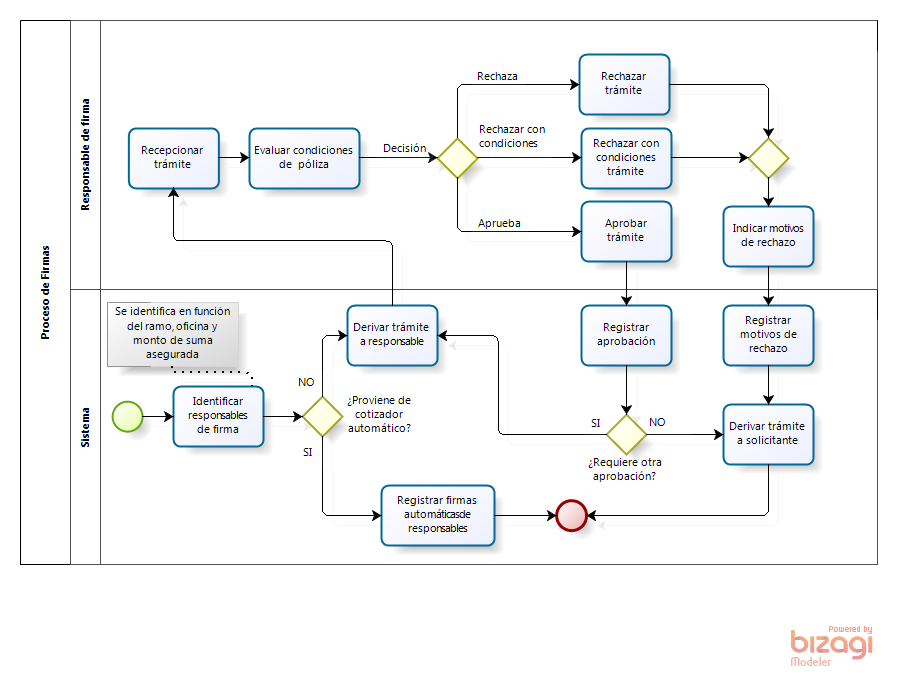 Proceso de Firmas
Responsable de firma
Recepcionar
trámite
Evaluar condiciones
de póliza
Decisión
Rechaza
Rechazar
trámite
Rechazar con
condiciones
Rechazar con
condiciones
trámite
Aprueba
Aprobar
trámite
Indicar motivos
de rechazo
Sistema
Se identifica en función
del ramo, oficina y
monto de suma
asegurada
Identificar
responsables
de firma
NO
¿Proviene de
cotizador
automático?
SI
Derivar trámite
a responsable
Registrar firmas
automáticasde
responsables
Registrar
aprobación
SI
NO
¿Requiere otra
aprobación?
Registrar
motivos de
rechazo
Derivar trámite
a solicitante
Powered by
bizagi
Modeler